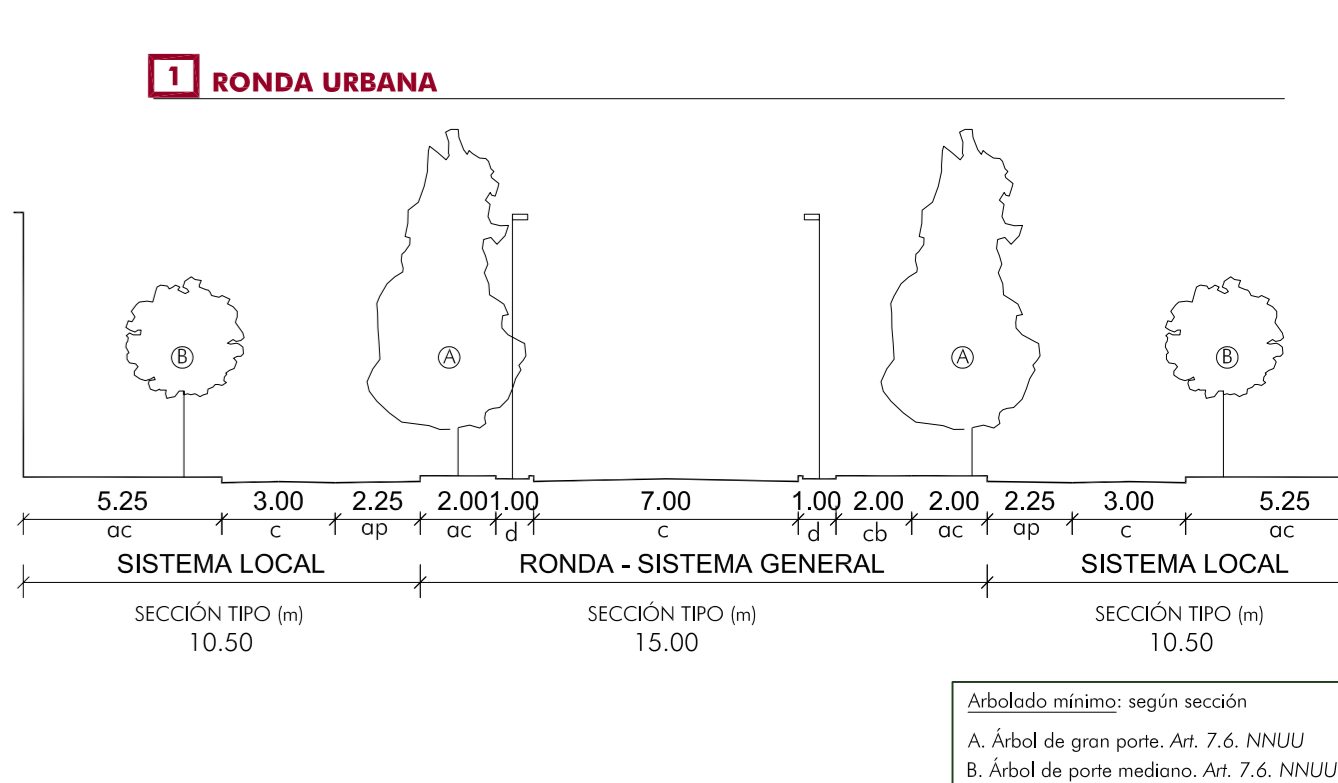 1 RONDA URBANA
B A A B
5.25 3.00 2.25 2.00 1.00 7.00 1.00 2.00 2.00 2.25 3.00 5.25
ac c ap ac d c d cb ac ap c ac
SISTEMA LOCAL RONDA - SISTEMA GENERAL SISTEMA LOCAL
SECCIÓN TIPO (m) SECCIÓN TIPO (m) SECCIÓN TIPO (m)
10.50 15.00 10.50
Arbolado mínimo: según sección
A. Árbol de gran porte. Art. 7.6. NNUU
B. Árbol de porte mediano. Art. 7.6. NNUU